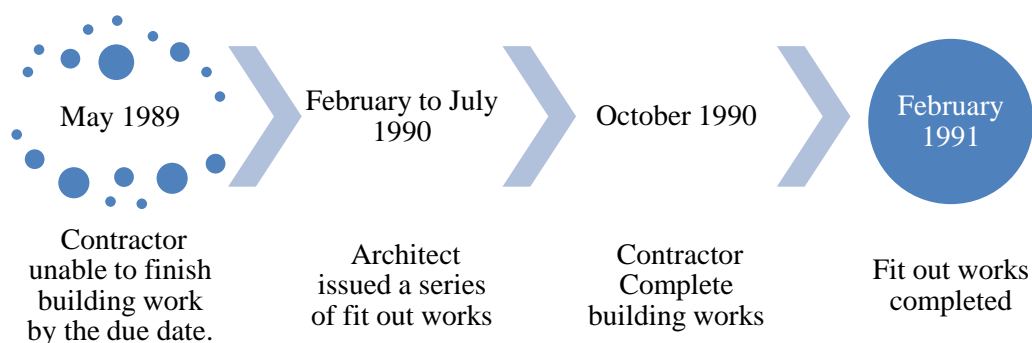 May 1989
February to July
1990
October 1990
February
1991
Contractor
unable to finish
building work
by the due date.
Architect
issued a series
of fit out works
Contractor
Complete
building works
Fit out works
completed